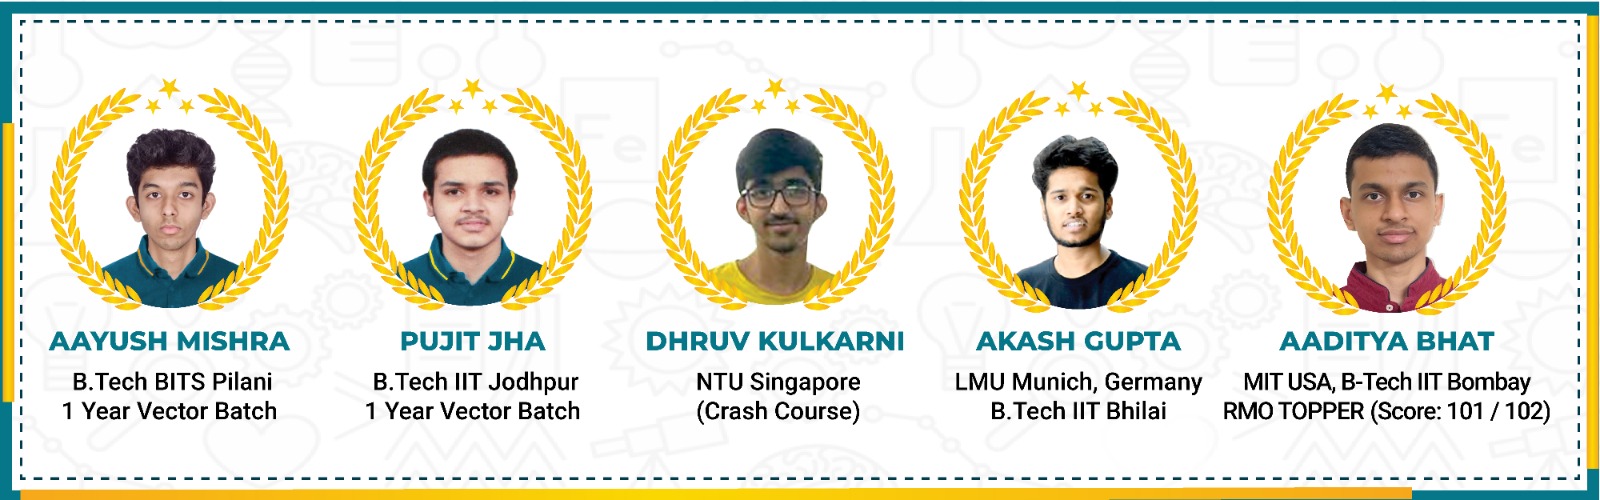 AAYUSH MISHRA
B.Tech BITS Pilani
1 Year Vector Batch
PUJIT JHA
B.Tech IIT Jodhpur
1 Year Vector Batch
DHRUV KULKARNI
NTU Singapore
(Crash Course)
AKASH GUPTA
LMU Munich, Germany
B.Tech IIT Bhilai
AADITYA BHAT
MIT USA, B-Tech IIT Bombay
RMO TOPPER (Score: 101 / 102)